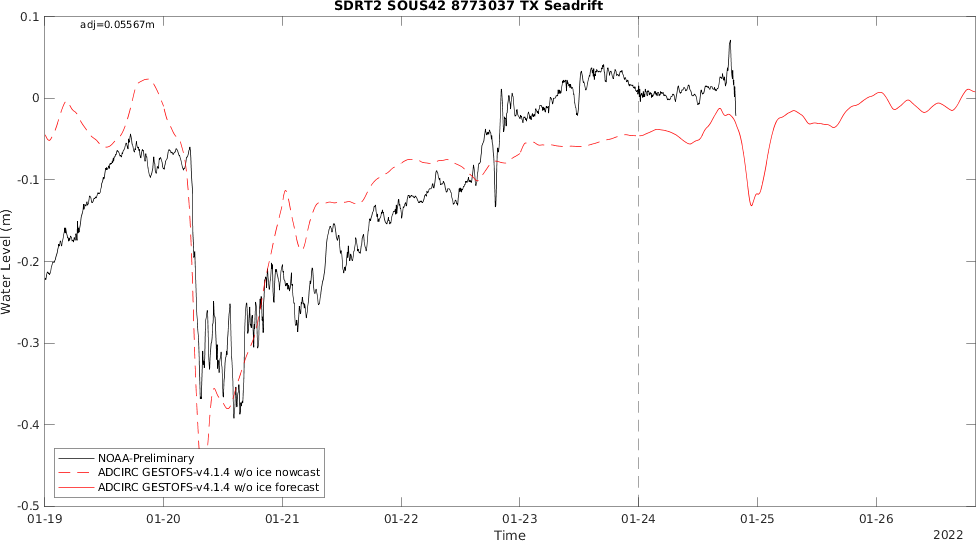 SDRT2 SOUS42 8773037 TX Seadrift
adj=0.05567m
0.1
0
-0.1
-0.2
-0.3
-0.4
-0.5
Water Level (m)
NOAA-Preliminary
ADCIRC GESTOFS-v4.1.4 w/o ice nowcast
ADCIRC GESTOFS-v4.1.4 w/o ice forecast
01-19 01-20 01-21 01-22 01-23 01-24 01-25 01-26
Time
2022